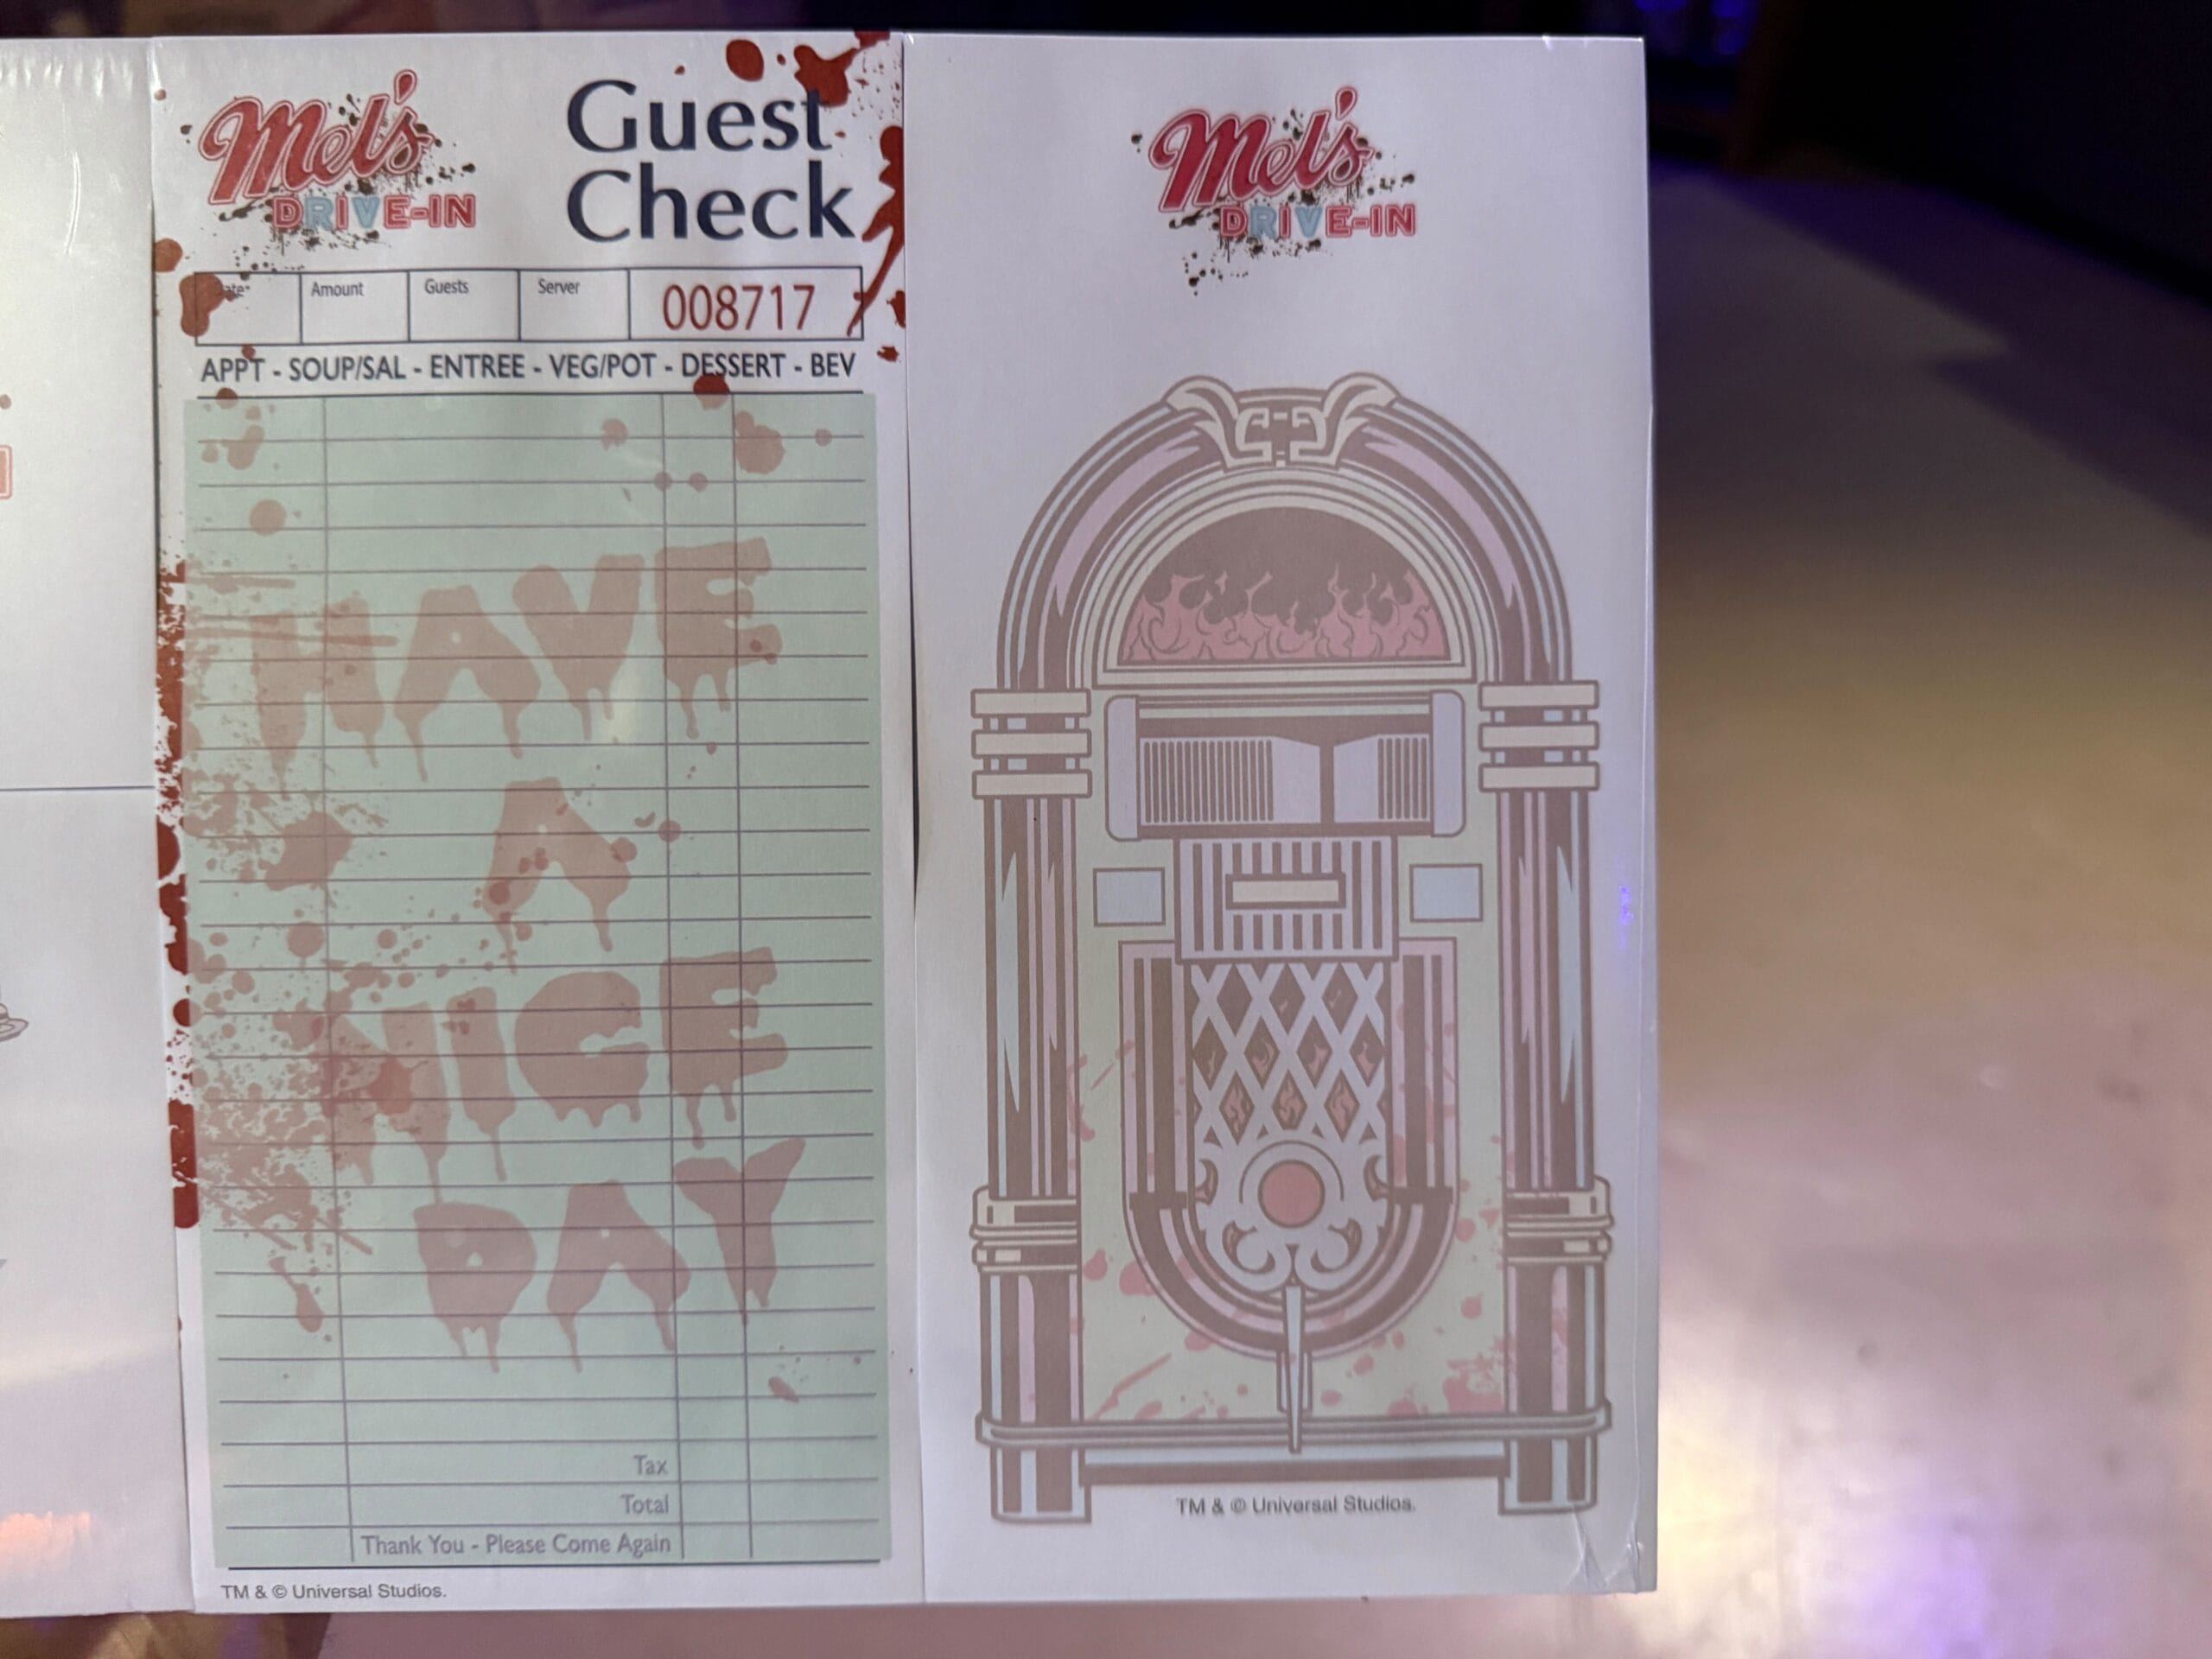 Mel's
DRIVE-IN
Guest
Check
Date
Amount
Guests
Server
008717
APPT - SOUP/SAL - ENTREE - VEG/POT - DESSERT - BEV
HAVE
A
NICE
DAY
Tax
Total
Thank You - Please Come Again
TM & © Universal Studios.
Mel's
DRIVE-IN
TM & © Universal Studios.